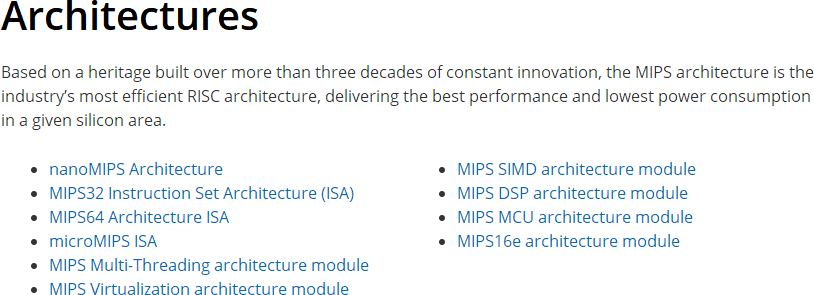 Architectures
Based on a heritage built over more than three decades of constant innovation, the MIPS architecture is the
industry’s most efficient RISC architecture, delivering the best performance and lowest power consumption
in a given silicon area.
nanoMIPS Architecture
MIPS32 Instruction Set Architecture (ISA)
MIPS64 Architecture ISA
microMIPS ISA
MIPS Multi-Threading architecture module
MIPS Virtualization architecture module
MIPS SIMD architecture module
MIPS DSP architecture module
MIPS MCU architecture module
MIPS16e architecture module